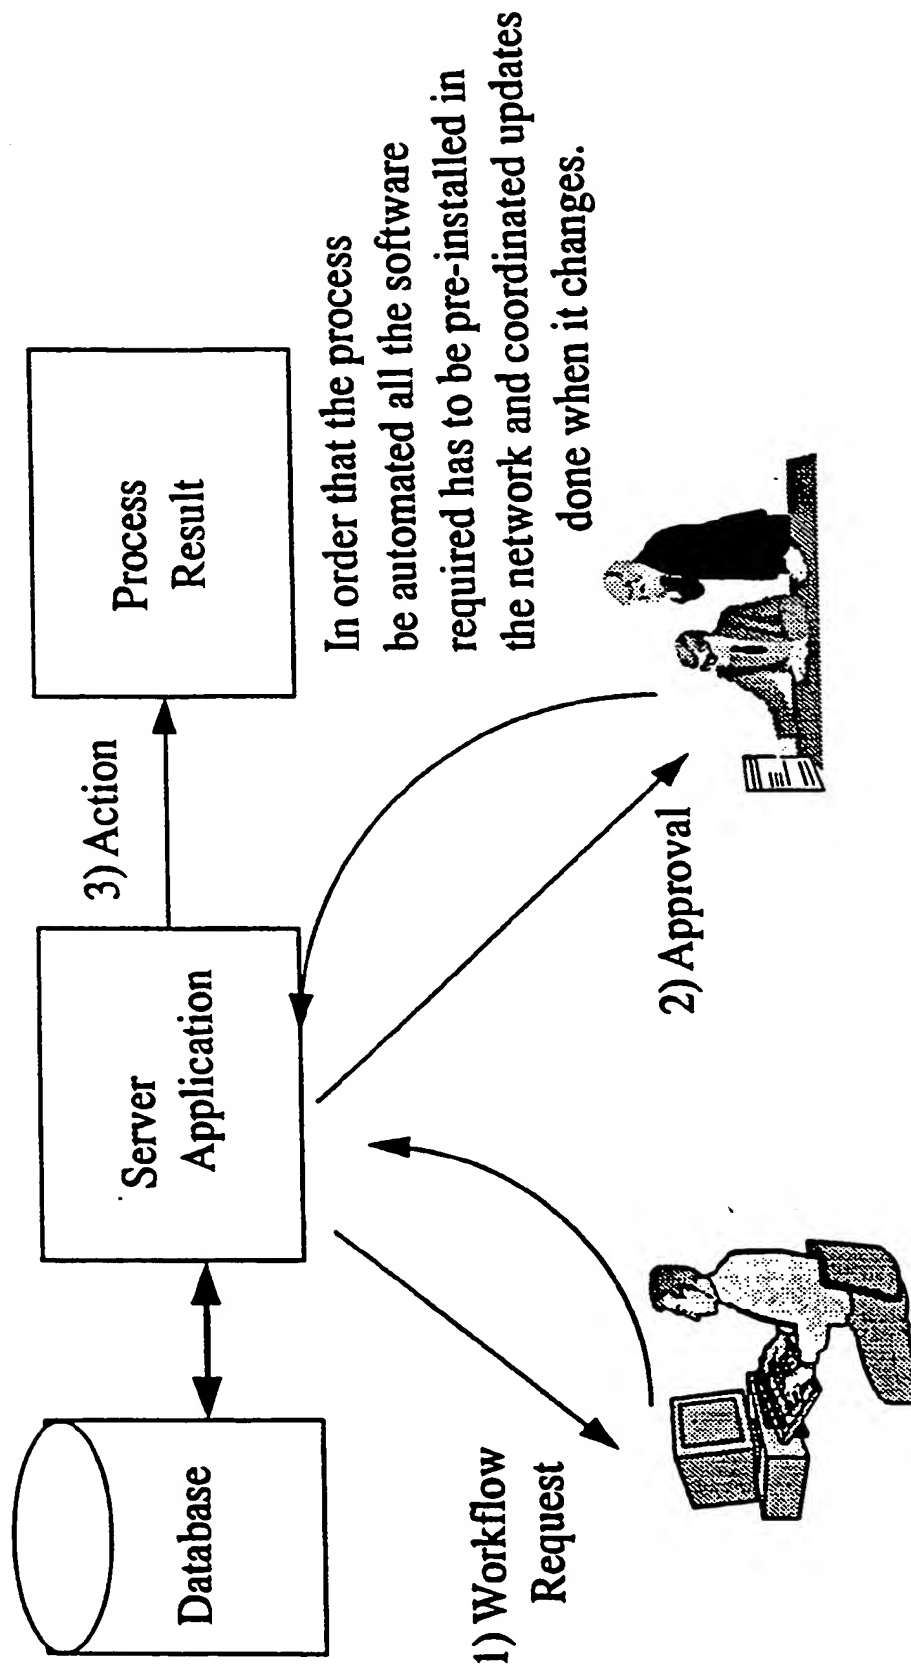 Database
Server
Application
3) Action
Process
Result
In order that the process
be automated all the software
required has to be pre-installed in
the network and coordinated updates
done when it changes.
1) Workflow
Request
2) Approval